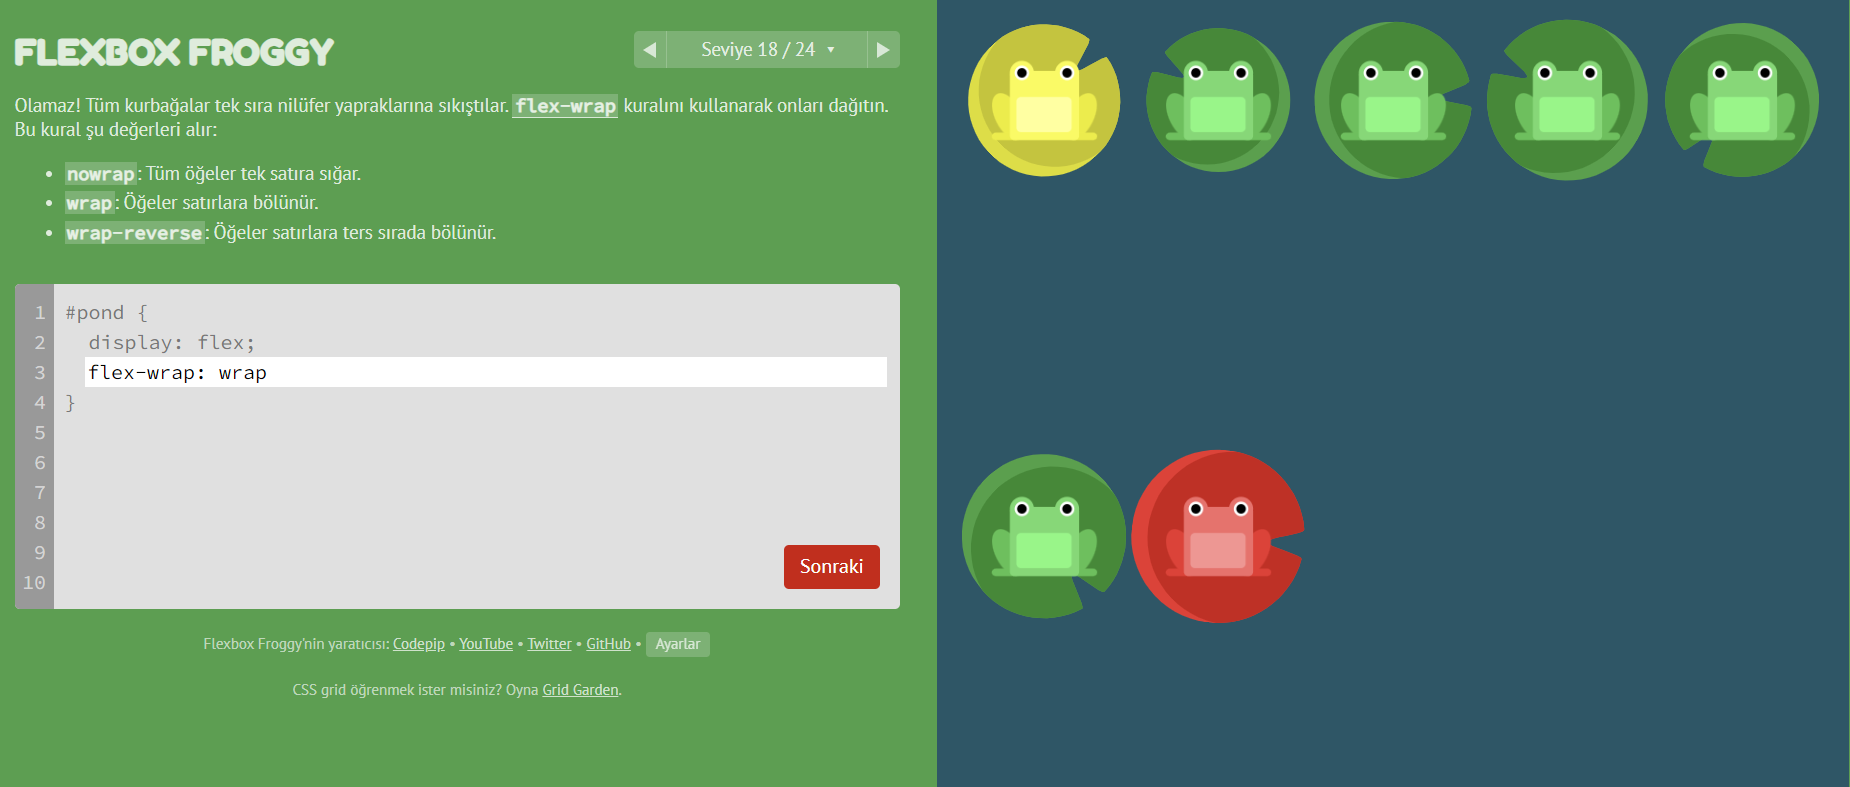 FLEXBOX FROGGY
Seviye 18 / 24
Olamaz! Tüm kurbağalar tek sıra nilüfer yapraklarına sıkıştılar. flex-wrap kuralını kullanarak onları dağıtın.
Bu kural şu değerleri alır:
• nowrap: Tüm öğeler tek satıra sığar.
• wrap: Öğeler satırlara bölünür.
• wrap-reverse: Öğeler satırlara ters sırada bölünür.
1 #pond {
2 display: flex;
3 flex-wrap: wrap
4 }
5
6
7
8
9
10
Sonraki
Flexbox Froggy'nin yaratıcısı: Codepip • YouTube • Twitter • GitHub • Ayarlar
CSS grid öğrenmek ister misiniz? Oyna Grid Garden.